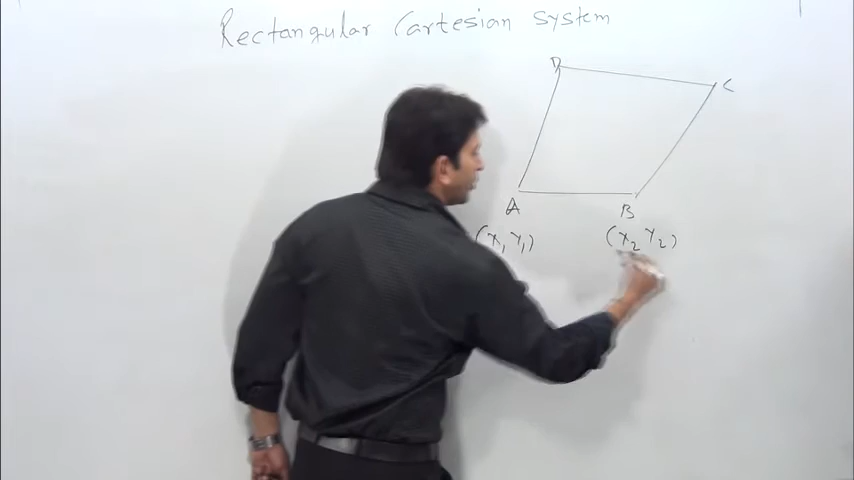 Rectangular Cartesian system
D
C
A
B
(x₁ y₁)
(x₂ y₂)